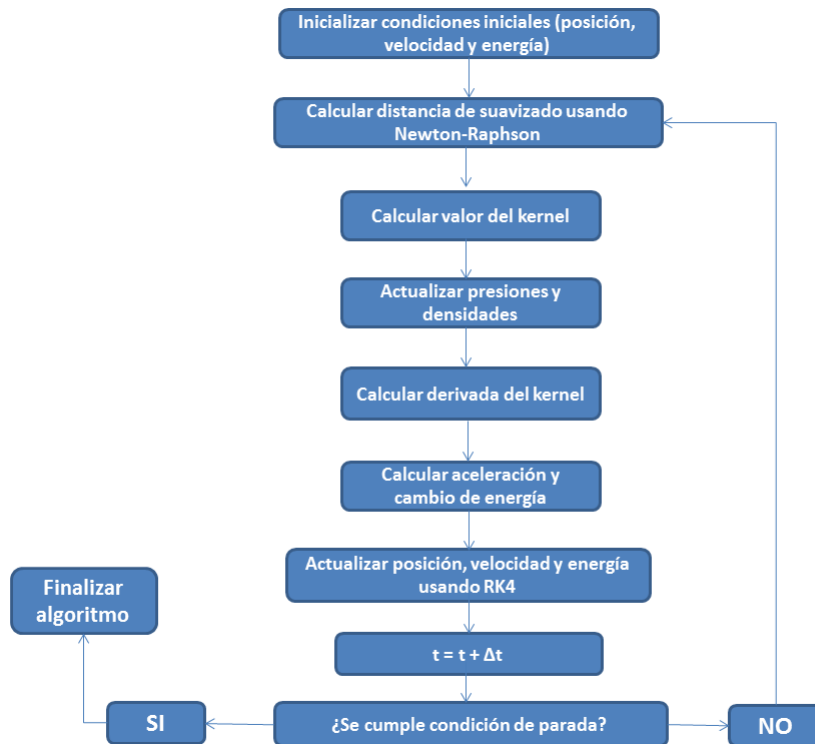 Inicializar condiciones iniciales (posición,
velocidad y energía)
Calcular distancia de suavizado usando
Newton-Raphson
Calcular valor del kernel
Actualizar presiones y
densidades
Calcular derivada del kernel
Calcular aceleración y
cambio de energía
Actualizar posición, velocidad y energía
usando RK4
Finalizar
algoritmo
t = t + Δt
SI
¿Se cumple condición de parada?
NO